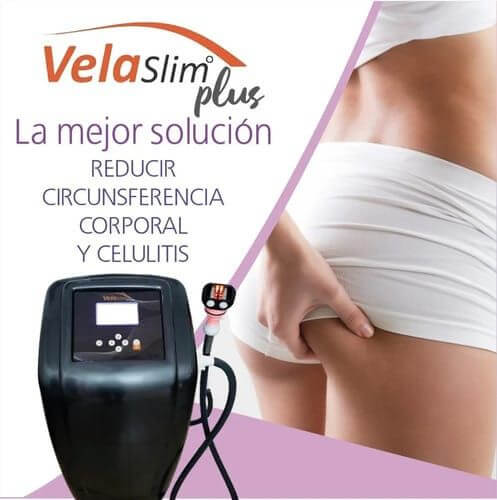 VelaSlim®
plus
La mejor solución
REDUCIR
CIRCUNSFERENCIA
CORPORAL
Y CELULITIS